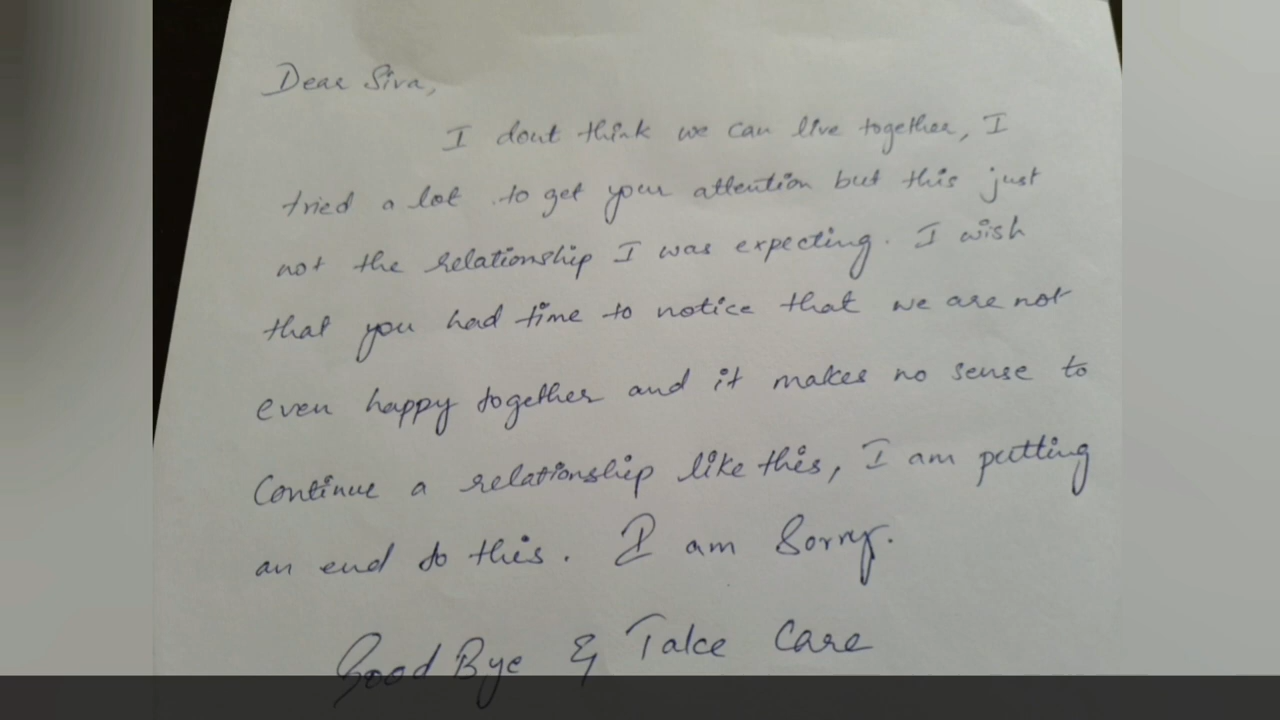 Dear Siva,
I dont think we can live together, I
tried a lot to get your attention but this just
not the relationship I was expecting. I wish
that you had time to notice that we are not
even happy together and it makes no sense to
Continue a relationship like this, I am putting
an end to this. I am Sorry.
Good Bye & Take Care